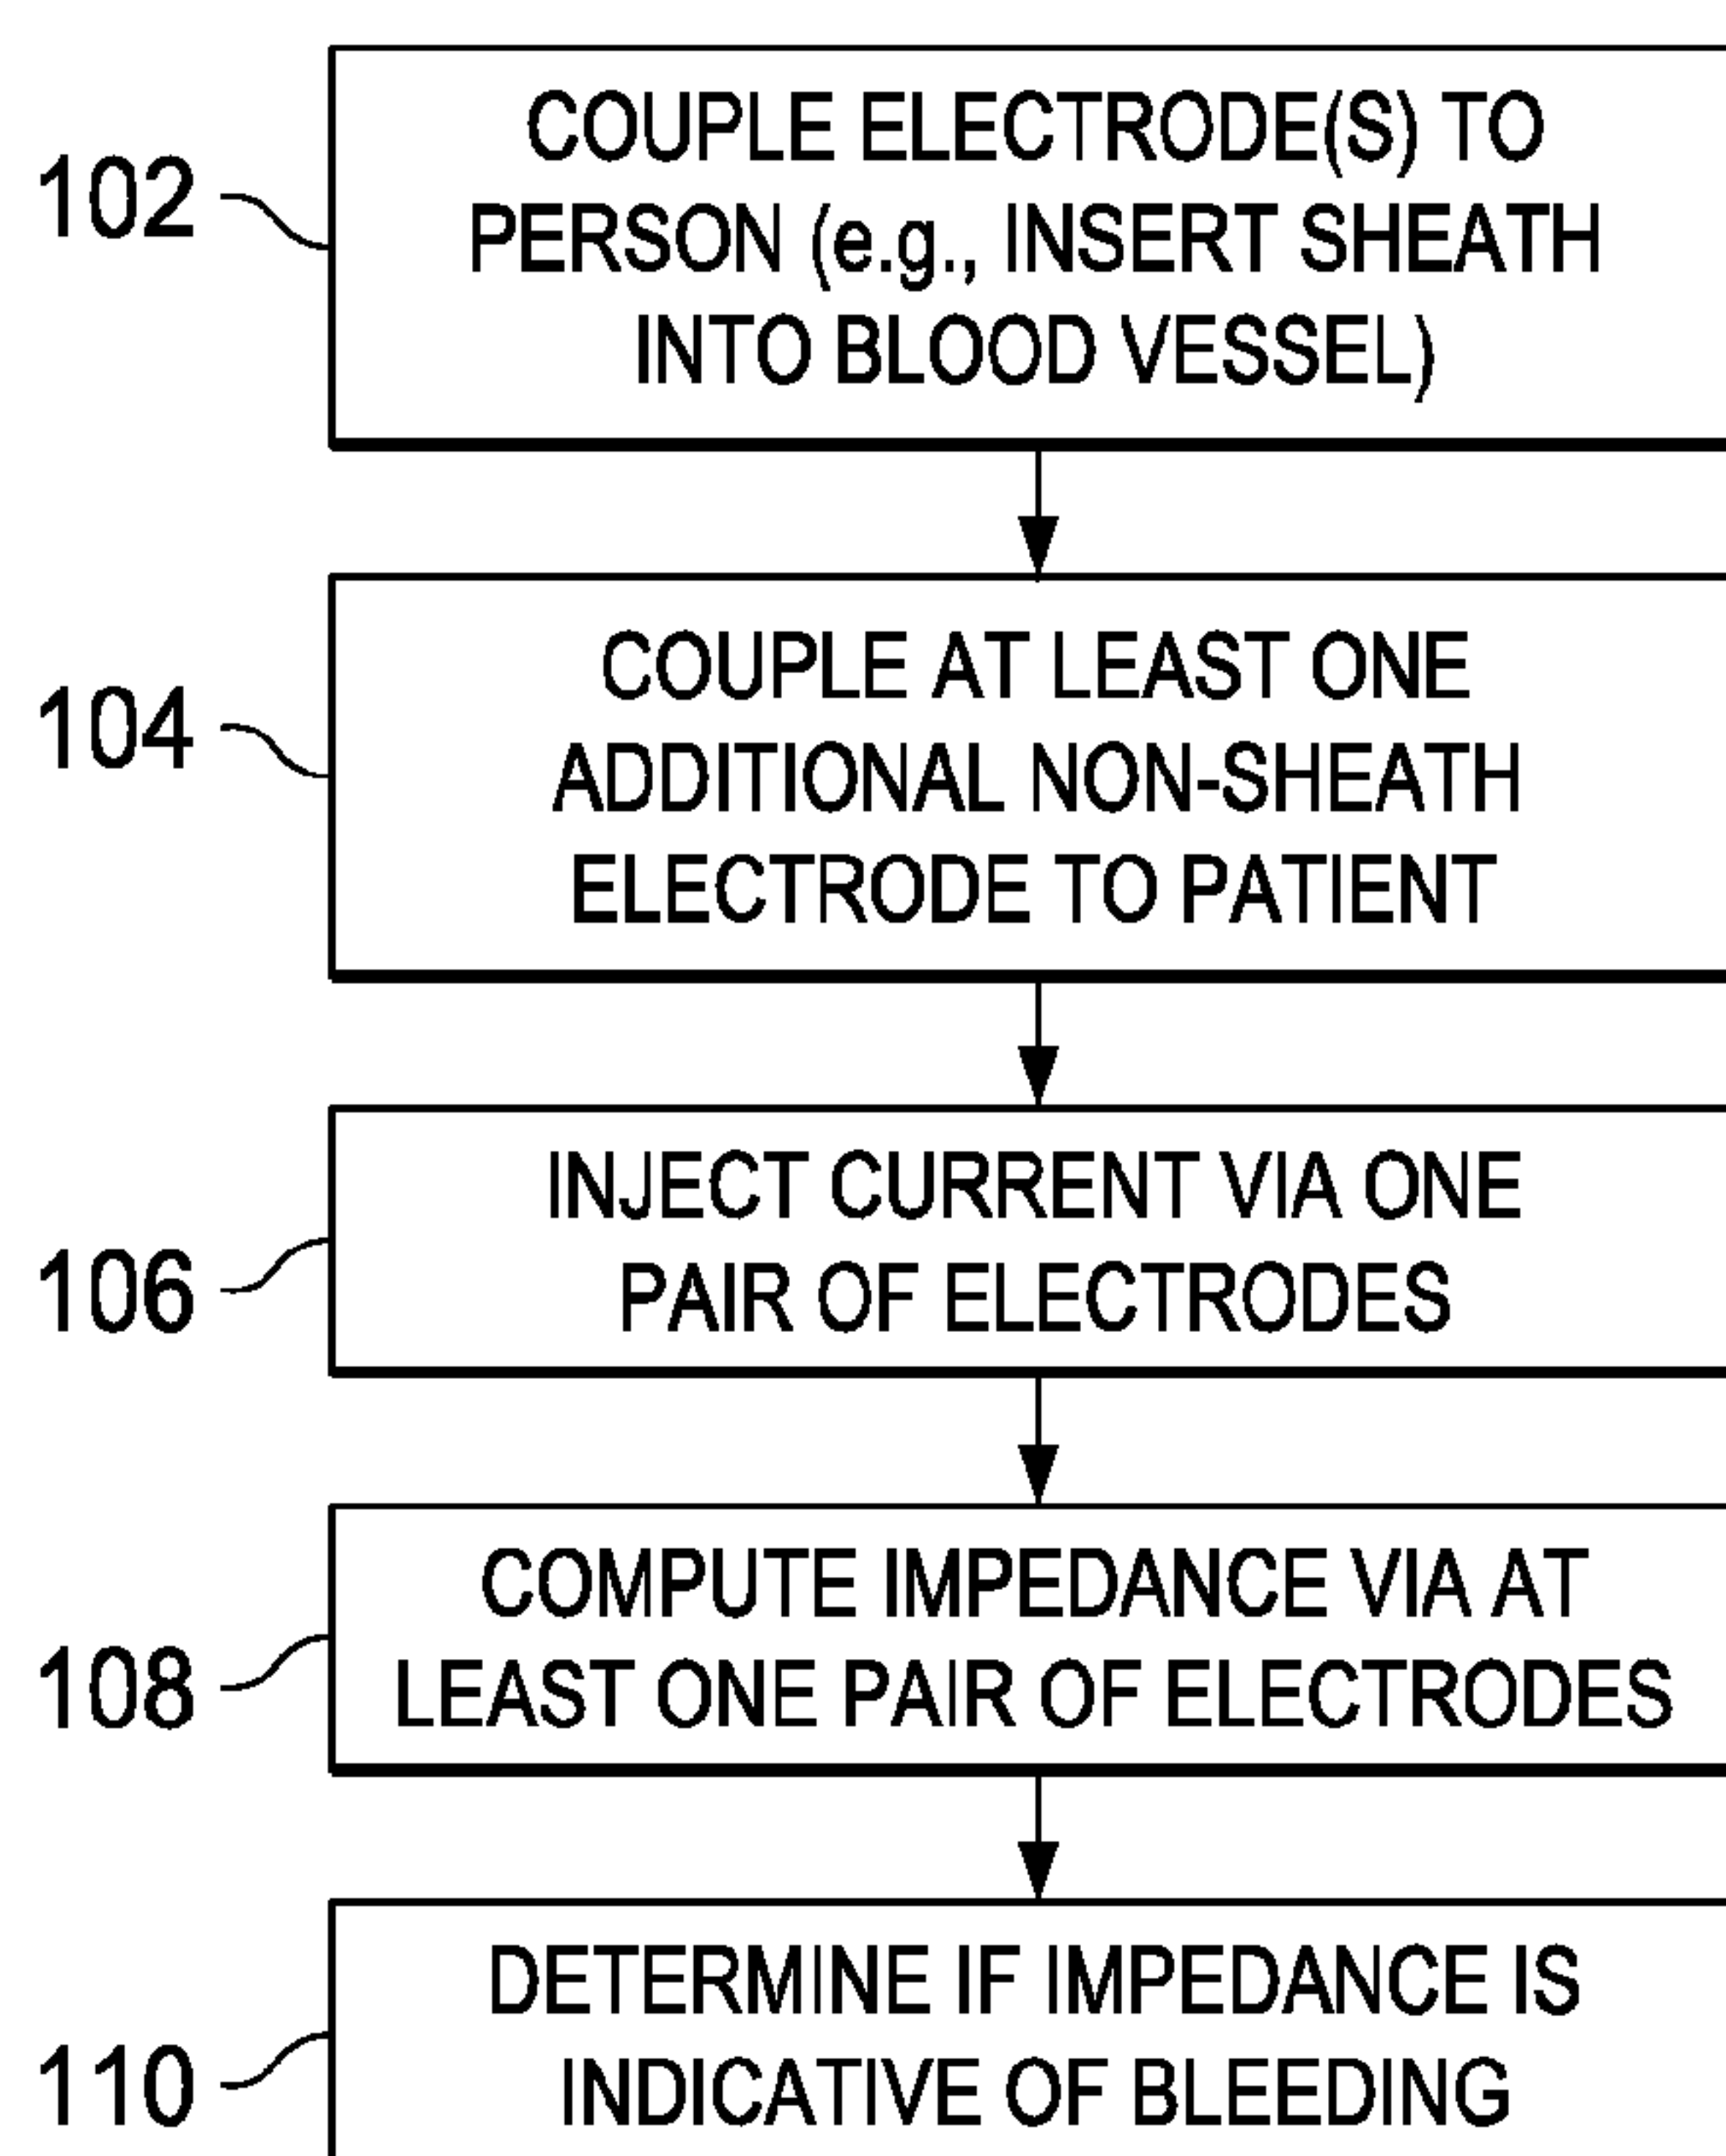 102
COUPLE ELECTRODE(S) TO
PERSON (e.g., INSERT SHEATH
INTO BLOOD VESSEL)
104
COUPLE AT LEAST ONE
ADDITIONAL NON-SHEATH
ELECTRODE TO PATIENT
106
INJECT CURRENT VIA ONE
PAIR OF ELECTRODES
108
COMPUTE IMPEDANCE VIA AT
LEAST ONE PAIR OF ELECTRODES
110
DETERMINE IF IMPEDANCE IS
INDICATIVE OF BLEEDING